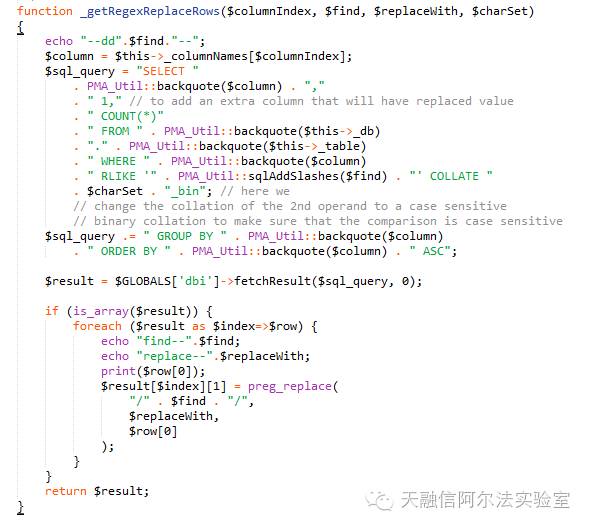 function _getRegexReplaceRows($columnIndex, $find, $replaceWith, $charSet)
{
    echo "--dd".$find."--";
    $column = $this->_columnNames[$columnIndex];
    $sql_query = "SELECT "
        . PMA_Util::backquote($column) . ","
        . " 1," // to add an extra column that will have replaced value
        . " COUNT(*)"
        . " FROM " . PMA_Util::backquote($this->_db)
        . "." . PMA_Util::backquote($this->_table)
        . " WHERE " . PMA_Util::backquote($column)
        . " RLIKE '" . PMA_Util::sqlAddSlashes($find) . "' COLLATE "
        . $charSet . "_bin"; // here we
        // change the collation of the 2nd operand to a case sensitive
        // binary collation to make sure that the comparison is case sensitive
    $sql_query .= " GROUP BY " . PMA_Util::backquote($column)
        . " ORDER BY " . PMA_Util::backquote($column) . " ASC";
    $result = $GLOBALS['dbi']->fetchResult($sql_query, 0);
    if (is_array($result)) {
        foreach ($result as $index=>$row) {
            echo "find--".$find;
            echo "replace--".$replaceWith;
            print($row[0]);
            $result[$index][1] = preg_replace(
                "/" . $find . "/",
                $replaceWith,
                $row[0]
            );
        }
    }
    return $result;
}
天融信阿尔法实验室